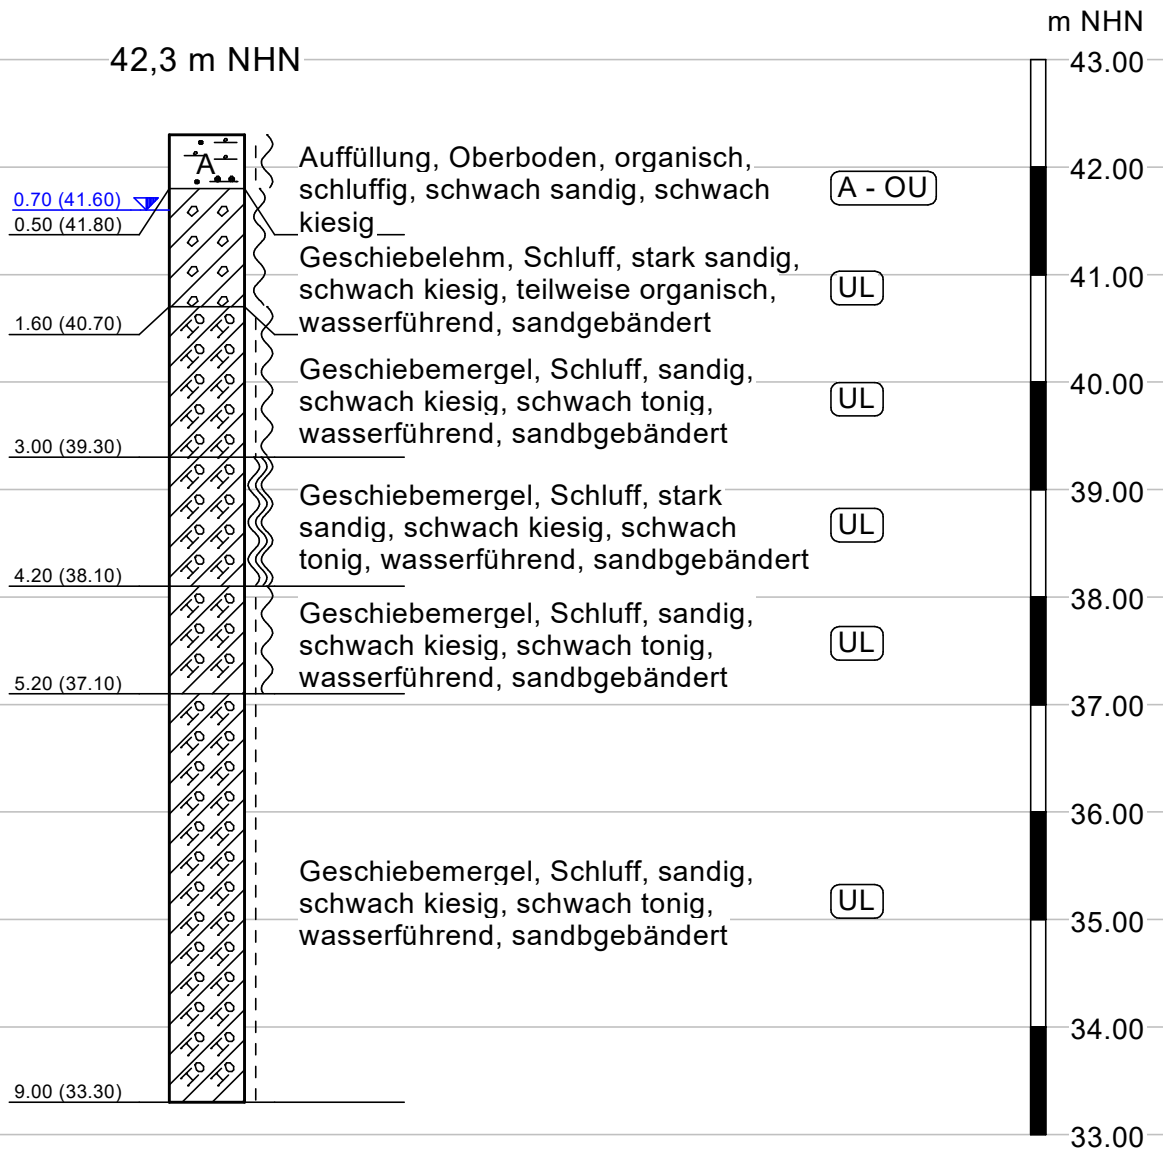 m NHN
42,3 m NHN
43.00
A
Auffüllung, Oberboden, organisch,
schluffig, schwach sandig, schwach
kiesig
A - OU
42.00
0.70 (41.60)
0.50 (41.80)
Geschiebelehm, Schluff, stark sandig,
schwach kiesig, teilweise organisch,
wasserführend, sandgebändert
UL
41.00
1.60 (40.70)
Geschiebemergel, Schluff, sandig,
schwach kiesig, schwach tonig,
wasserführend, sandbgebändert
UL
40.00
3.00 (39.30)
39.00
Geschiebemergel, Schluff, stark
sandig, schwach kiesig, schwach
tonig, wasserführend, sandbgebändert
UL
4.20 (38.10)
38.00
Geschiebemergel, Schluff, sandig,
schwach kiesig, schwach tonig,
wasserführend, sandbgebändert
UL
5.20 (37.10)
37.00
36.00
Geschiebemergel, Schluff, sandig,
schwach kiesig, schwach tonig,
wasserführend, sandbgebändert
UL
35.00
34.00
9.00 (33.30)
33.00